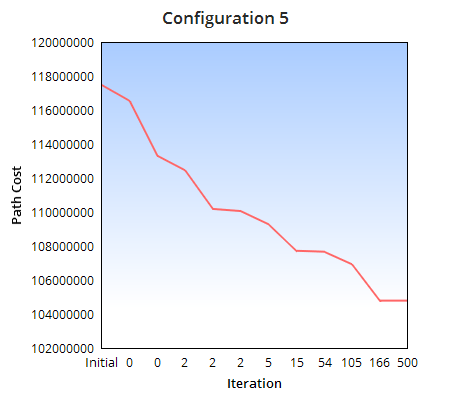 Configuration 5
120000000
118000000
116000000
114000000
112000000
110000000
108000000
106000000
104000000
102000000
Path Cost
Initial 0 0 2 2 2 5 15 54 105 166 500
Iteration